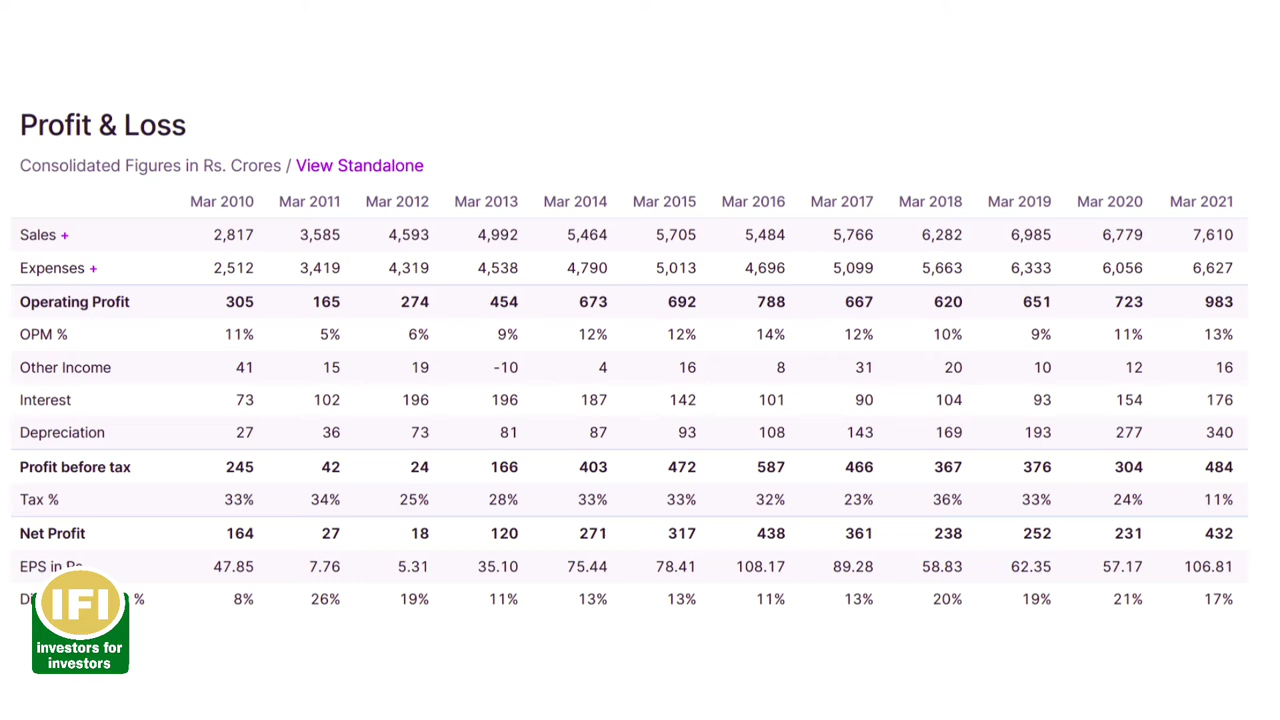 Profit & Loss
Consolidated Figures in Rs. Crores / View Standalone
Mar 2010 Mar 2011 Mar 2012 Mar 2013 Mar 2014 Mar 2015 Mar 2016 Mar 2017 Mar 2018 Mar 2019 Mar 2020 Mar 2021
Sales + 2,817 3,585 4,593 4,992 5,464 5,705 5,484 5,766 6,282 6,985 6,779 7,610
Expenses + 2,512 3,419 4,319 4,538 4,790 5,013 4,696 5,099 5,663 6,333 6,056 6,627
Operating Profit 305 165 274 454 673 692 788 667 620 651 723 983
OPM % 11% 5% 6% 9% 12% 12% 14% 12% 10% 9% 11% 13%
Other Income 41 15 19 -10 4 16 8 31 20 10 12 16
Interest 73 102 196 196 187 142 101 90 104 93 154 176
Depreciation 27 36 73 81 87 93 108 143 169 193 277 340
Profit before tax 245 42 24 166 403 472 587 466 367 376 304 484
Tax % 33% 34% 25% 28% 33% 33% 32% 23% 36% 33% 24% 11%
Net Profit 164 27 18 120 271 317 438 361 238 252 231 432
EPS in 47.85 7.76 5.31 35.10 75.44 78.41 108.17 89.28 58.83 62.35 57.17 106.81
% 8% 26% 19% 11% 13% 13% 11% 13% 20% 19% 21% 17%
IFI
investors for
investors